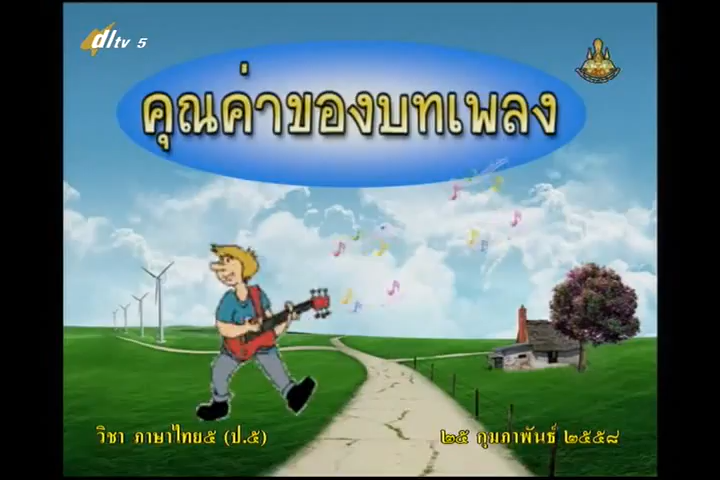 dltv 5
คุณค่าของบทเพลง
วิชา ภาษาไทย๕ (ป.๕)
๒๕ กุมภาพันธ์ ๒๕๕๘